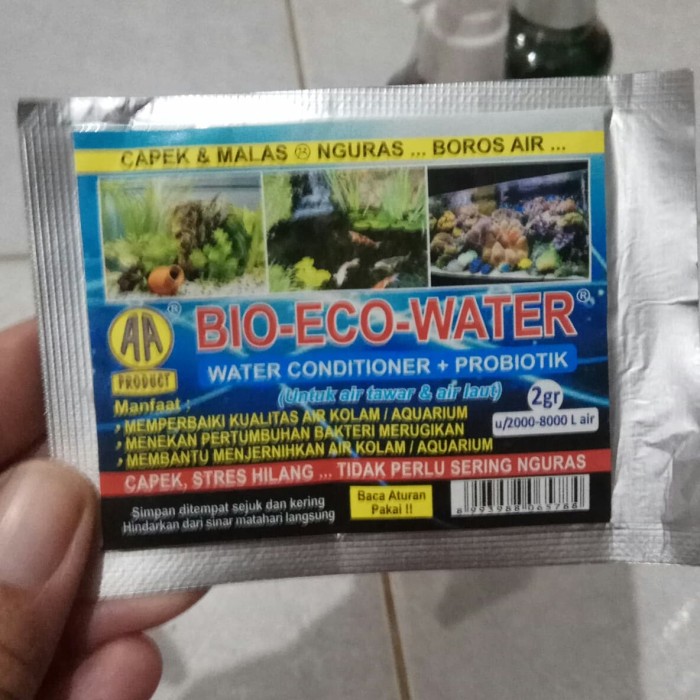 CAPEK & MALAS ☹ NGURAS ... BOROS AIR ...
AA ®
PRODUCT
BIO-ECO-WATER ®
WATER CONDITIONER + PROBIOTIK
(Untuk air tawar & air laut)
2gr
u/2000-8000 L air
Manfaat :
› MEMPERBAIKI KUALITAS AIR KOLAM / AQUARIUM
› MENEKAN PERTUMBUHAN BAKTERI MERUGIKAN
› MEMBANTU MENJERNIHKAN AIR KOLAM / AQUARIUM
CAPEK, STRES HILANG ... TIDAK PERLU SERING NGURAS
Simpan ditempat sejuk dan kering
Hindarkan dari sinar matahari langsung
Baca Aturan
Pakai !!
8 993988 063768